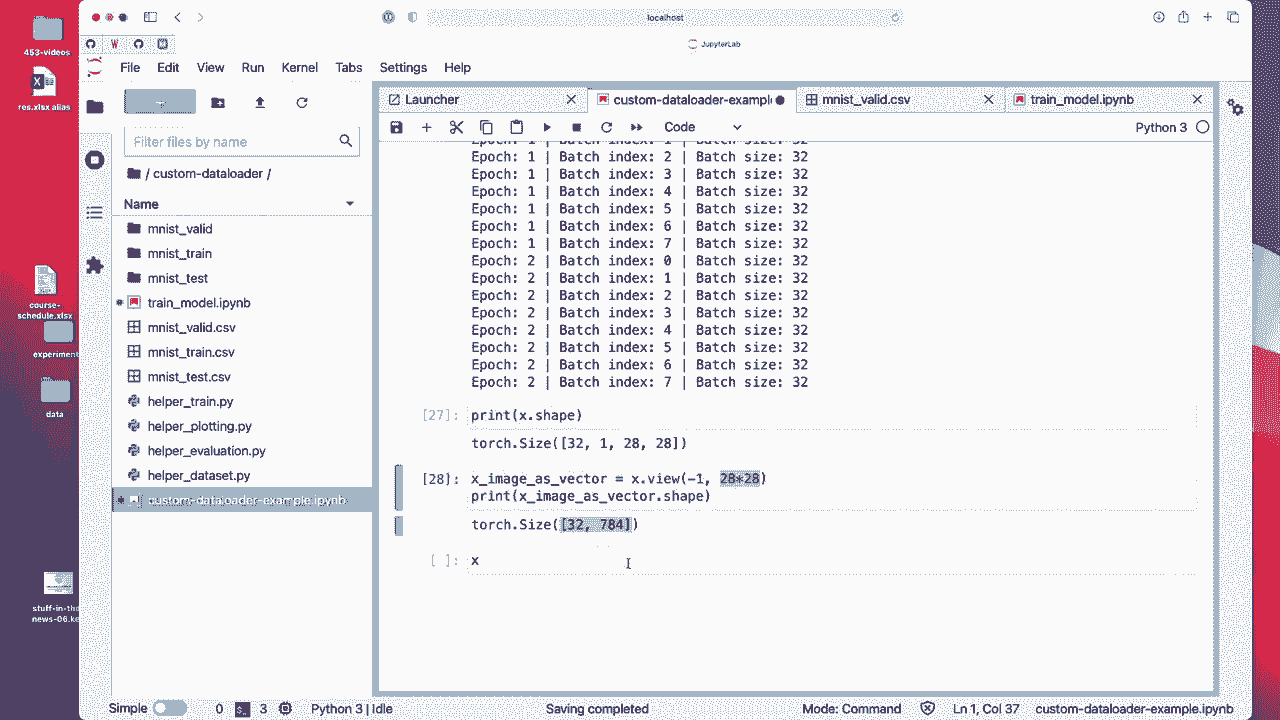 453-videos
res.xlsx alias
course-
schedule.xlsx
experiment
data
stuff-in-the
news-06.ke
localhost
JupyterLab
File Edit View Run Kernel Tabs Settings Help
Filter files by name
/ custom-dataloader /
Name
mnist_valid
mnist_train
mnist_test
train_model.ipynb
mnist_valid.csv
mnist_train.csv
mnist_test.csv
helper_train.py
helper_plotting.py
helper_evaluation.py
helper_dataset.py
custom-dataloader-example.ipynb
Launcher custom-dataloader-example mnist_valid.csv train_model.ipynb
Code Python 3
Epoch: 1 | Batch index: 1 | Batch size: 32
Epoch: 1 | Batch index: 2 | Batch size: 32
Epoch: 1 | Batch index: 3 | Batch size: 32
Epoch: 1 | Batch index: 4 | Batch size: 32
Epoch: 1 | Batch index: 5 | Batch size: 32
Epoch: 1 | Batch index: 6 | Batch size: 32
Epoch: 1 | Batch index: 7 | Batch size: 32
Epoch: 2 | Batch index: 0 | Batch size: 32
Epoch: 2 | Batch index: 1 | Batch size: 32
Epoch: 2 | Batch index: 2 | Batch size: 32
Epoch: 2 | Batch index: 3 | Batch size: 32
Epoch: 2 | Batch index: 4 | Batch size: 32
Epoch: 2 | Batch index: 5 | Batch size: 32
Epoch: 2 | Batch index: 6 | Batch size: 32
Epoch: 2 | Batch index: 7 | Batch size: 32
[27]: print(x.shape)
torch.Size([32, 1, 28, 28])
[28]: x_image_as_vector = x.view(-1, 28*28)
print(x_image_as_vector.shape)
torch.Size([32, 784])
[ ]: x
Simple 0 3 Python 3 | Idle Saving completed Mode: Command Ln 1, Col 37 custom-dataloader-example.ipynb